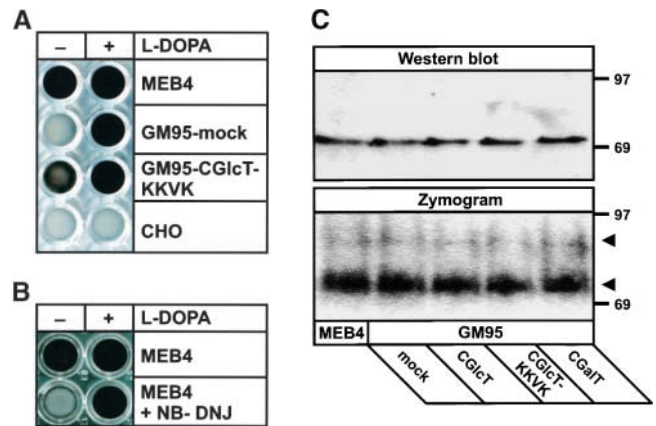 A
– + L-DOPA
MEB4
GM95-mock
GM95-CGlcT-
KKVK
CHO
B
– + L-DOPA
MEB4
MEB4
+ NB- DNJ
C
Western blot
97
69
Zymogram
97
69
MEB4 GM95
mock
CGlcT
CGlcT-
KKVK
CGalT